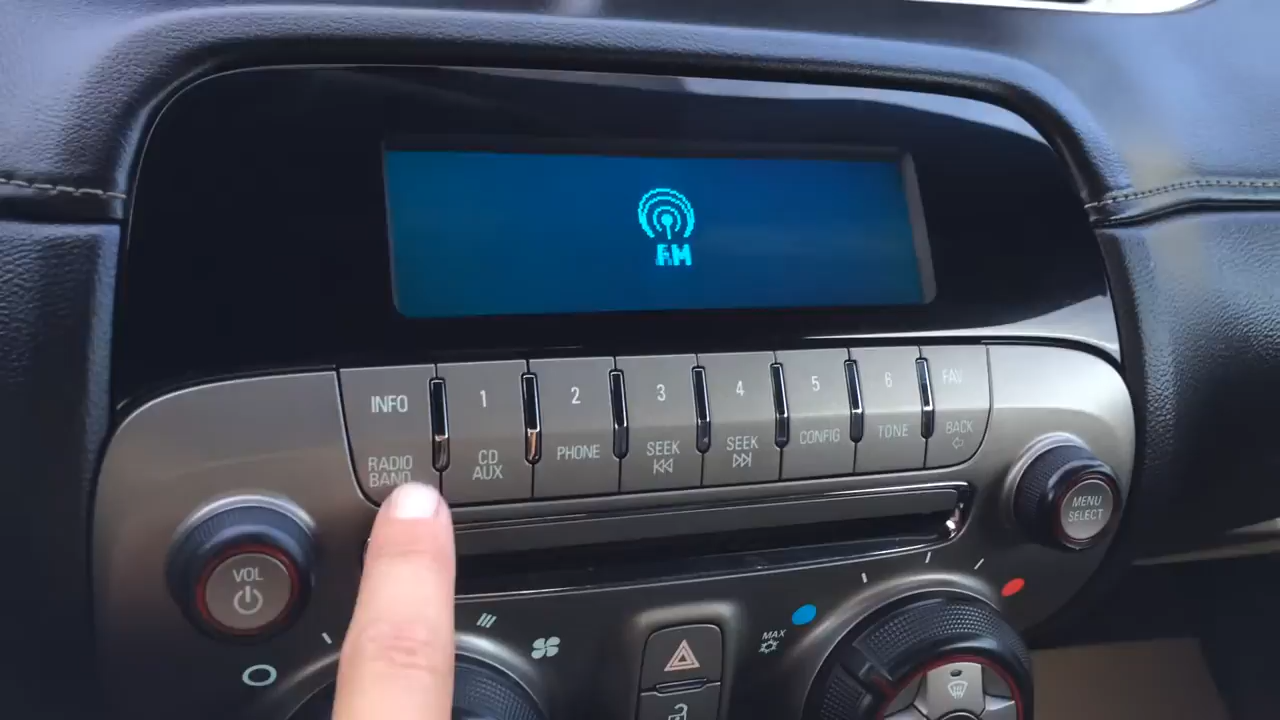 INFO
RADIO
BAND
1
CD
AUX
2
PHONE
3
SEEK
4
SEEK
5
CONFIG
6
TONE
FAV
BACK
VOL
MENU
SELECT
MAX